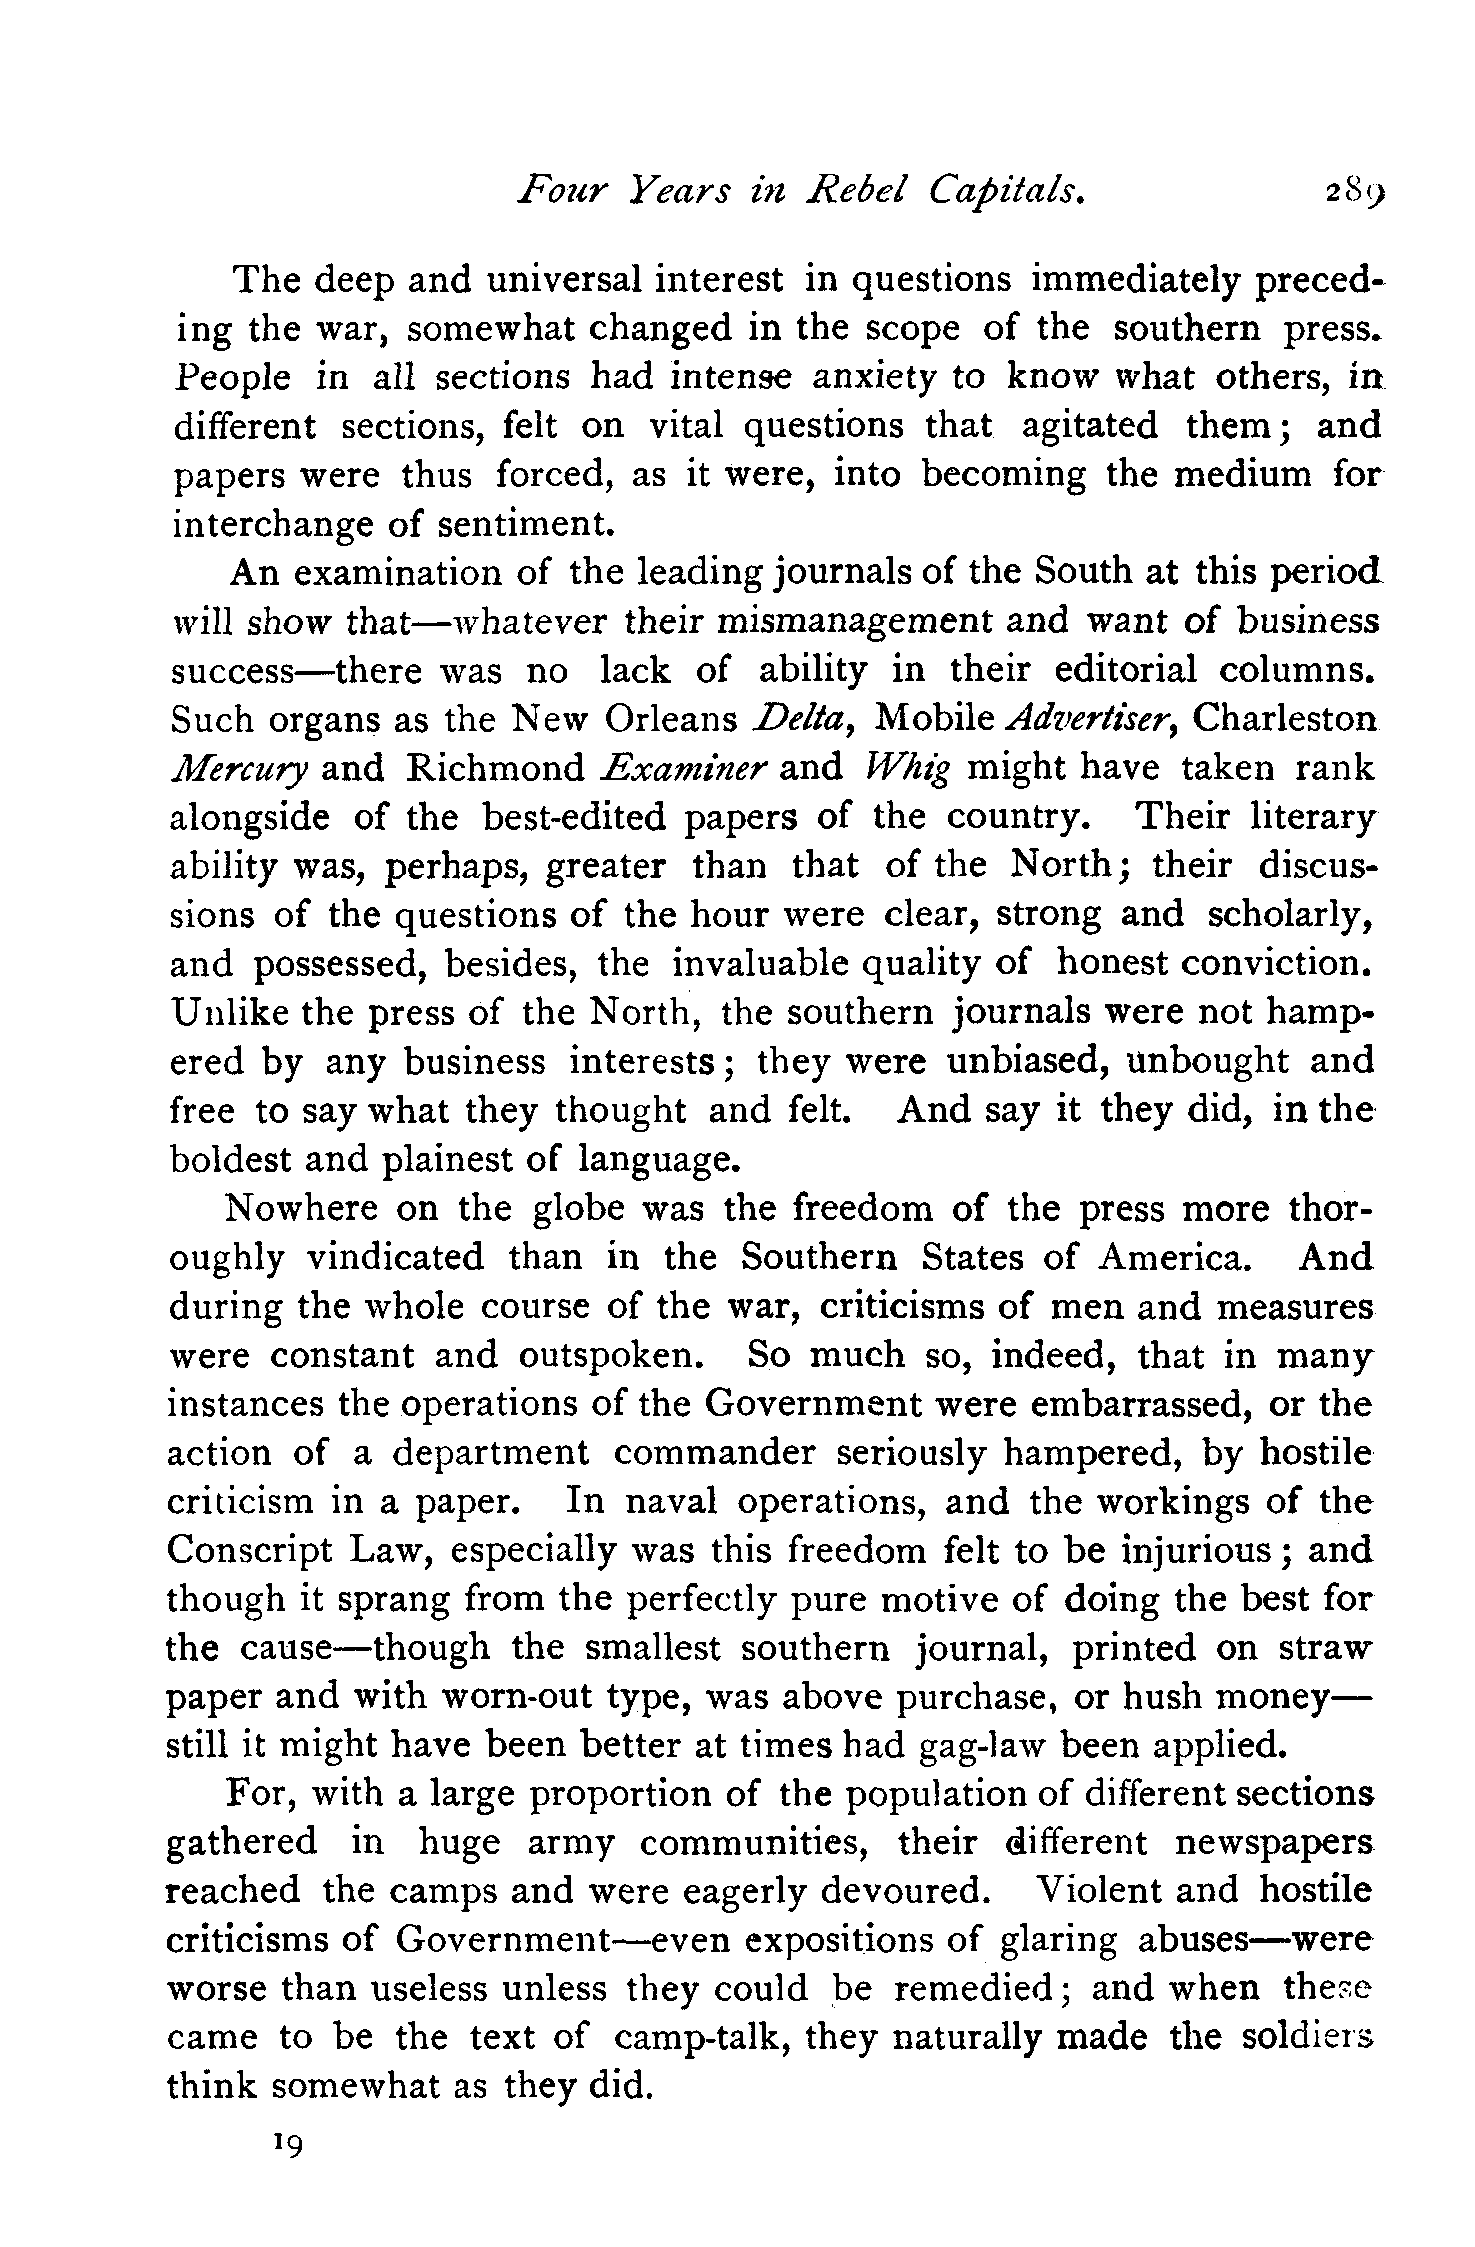 Four Years in Rebel Capitals. 289
The deep and universal interest in questions immediately preced-
ing the war, somewhat changed in the scope of the southern press.
People in all sections had intense anxiety to know what others, in
different sections, felt on vital questions that agitated them; and
papers were thus forced, as it were, into becoming the medium for
interchange of sentiment.
An examination of the leading journals of the South at this period
will show that—whatever their mismanagement and want of business
success—there was no lack of ability in their editorial columns.
Such organs as the New Orleans Delta, Mobile Advertiser, Charleston
Mercury and Richmond Examiner and Whig might have taken rank
alongside of the best-edited papers of the country. Their literary
ability was, perhaps, greater than that of the North; their discus-
sions of the questions of the hour were clear, strong and scholarly,
and possessed, besides, the invaluable quality of honest conviction.
Unlike the press of the North, the southern journals were not hamp-
ered by any business interests; they were unbiased, unbought and
free to say what they thought and felt. And say it they did, in the
boldest and plainest of language.
Nowhere on the globe was the freedom of the press more thor-
oughly vindicated than in the Southern States of America. And
during the whole course of the war, criticisms of men and measures
were constant and outspoken. So much so, indeed, that in many
instances the operations of the Government were embarrassed, or the
action of a department commander seriously hampered, by hostile
criticism in a paper. In naval operations, and the workings of the
Conscript Law, especially was this freedom felt to be injurious; and
though it sprang from the perfectly pure motive of doing the best for
the cause—though the smallest southern journal, printed on straw
paper and with worn-out type, was above purchase, or hush money—
still it might have been better at times had gag-law been applied.
For, with a large proportion of the population of different sections
gathered in huge army communities, their different newspapers
reached the camps and were eagerly devoured. Violent and hostile
criticisms of Government—even expositions of glaring abuses—were
worse than useless unless they could be remedied; and when these
came to be the text of camp-talk, they naturally made the soldiers
think somewhat as they did.
19